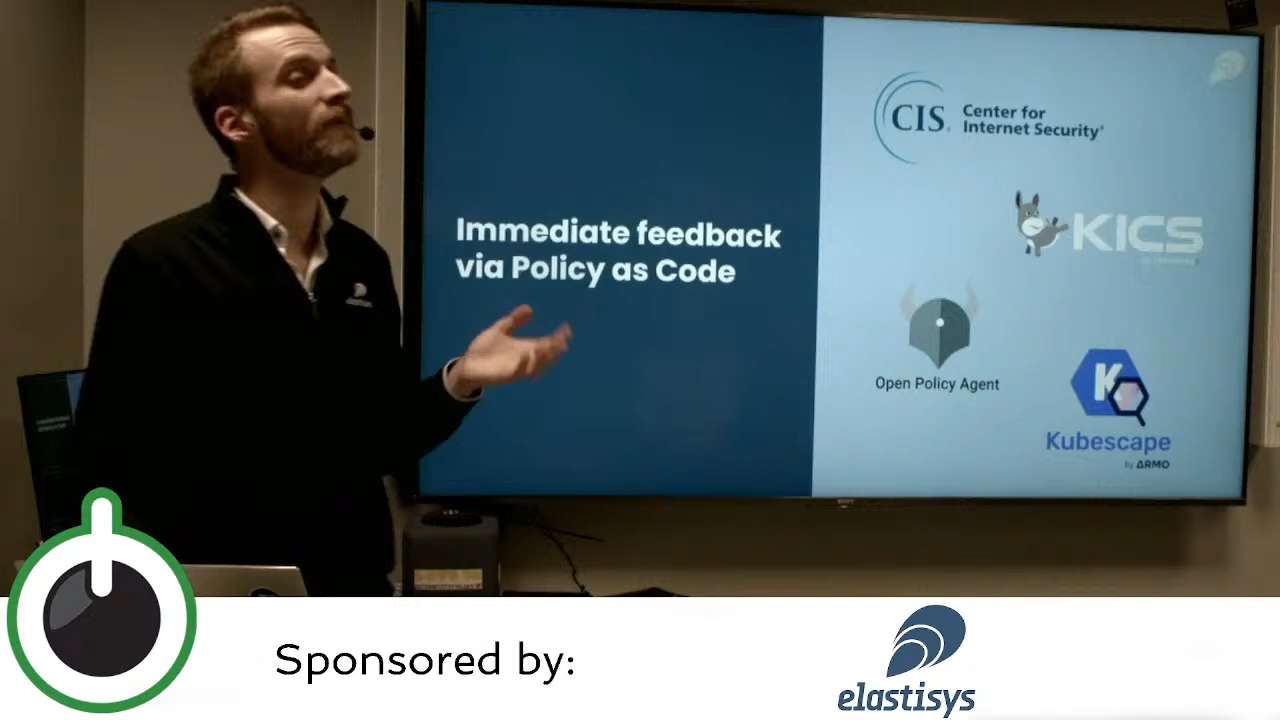 Immediate feedback
via Policy as Code
CIS
Center for
Internet Security
KICS
Open Policy Agent
K
Kubescape
by ARMO
Sponsored by:
elastisys